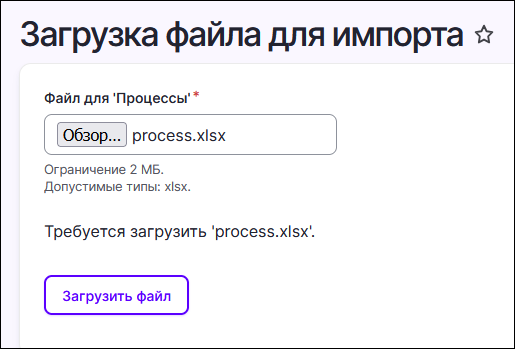 Загрузка файла для импорта
Файл для 'Процессы'*
Обзор... process.xlsx
Ограничение 2 МБ.
Допустимые типы: xlsx.
Требуется загрузить 'process.xlsx'.
Загрузить файл